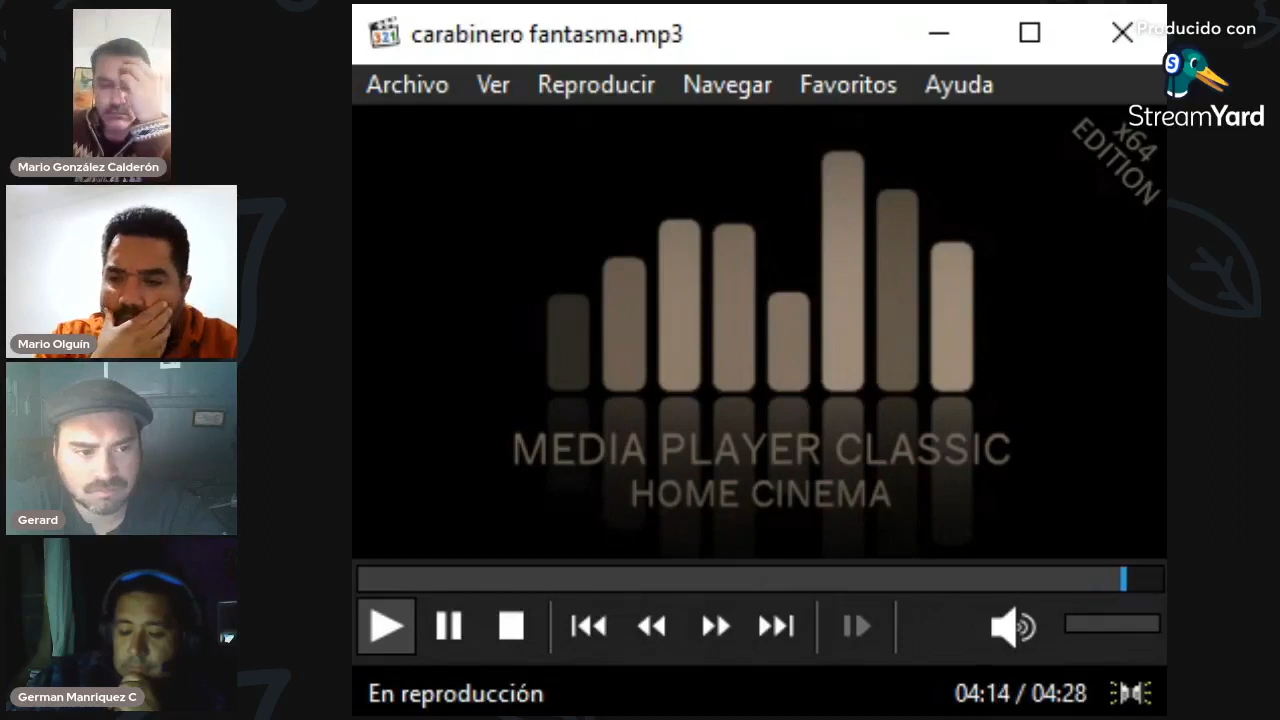 carabinero fantasma.mp3
Producido con
StreamYard
Archivo Ver Reproducir Navegar Favoritos Ayuda
x64
EDITION
MEDIA PLAYER CLASSIC
HOME CINEMA
En reproducción
04:14 / 04:28
Mario González Calderón
Mario Olguín
Gerard
German Manriquez C
321
S